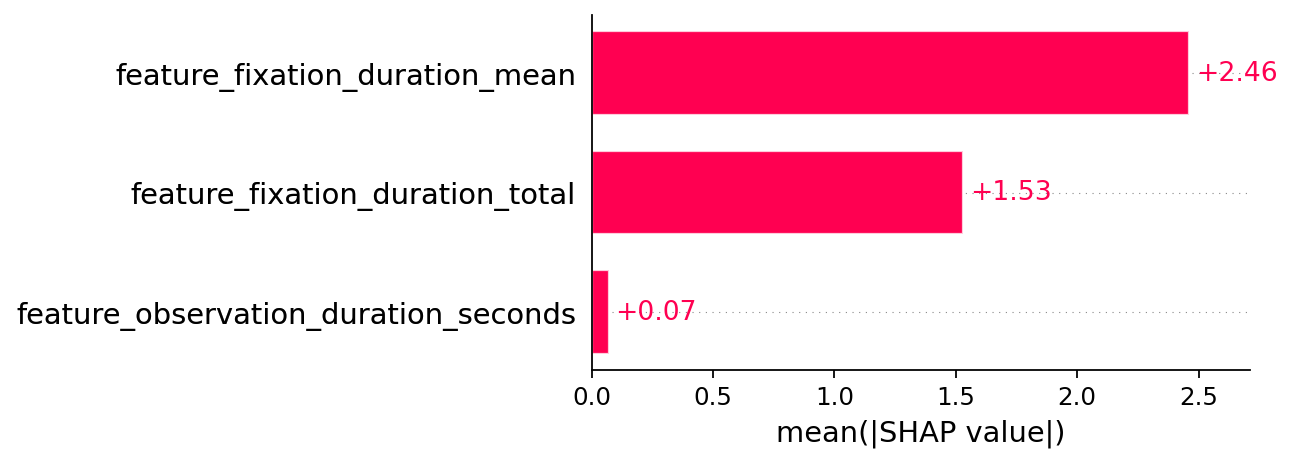 feature_fixation_duration_mean
+2.46
feature_fixation_duration_total
+1.53
feature_observation_duration_seconds
+0.07
0.0 0.5 1.0 1.5 2.0 2.5
mean(|SHAP value|)